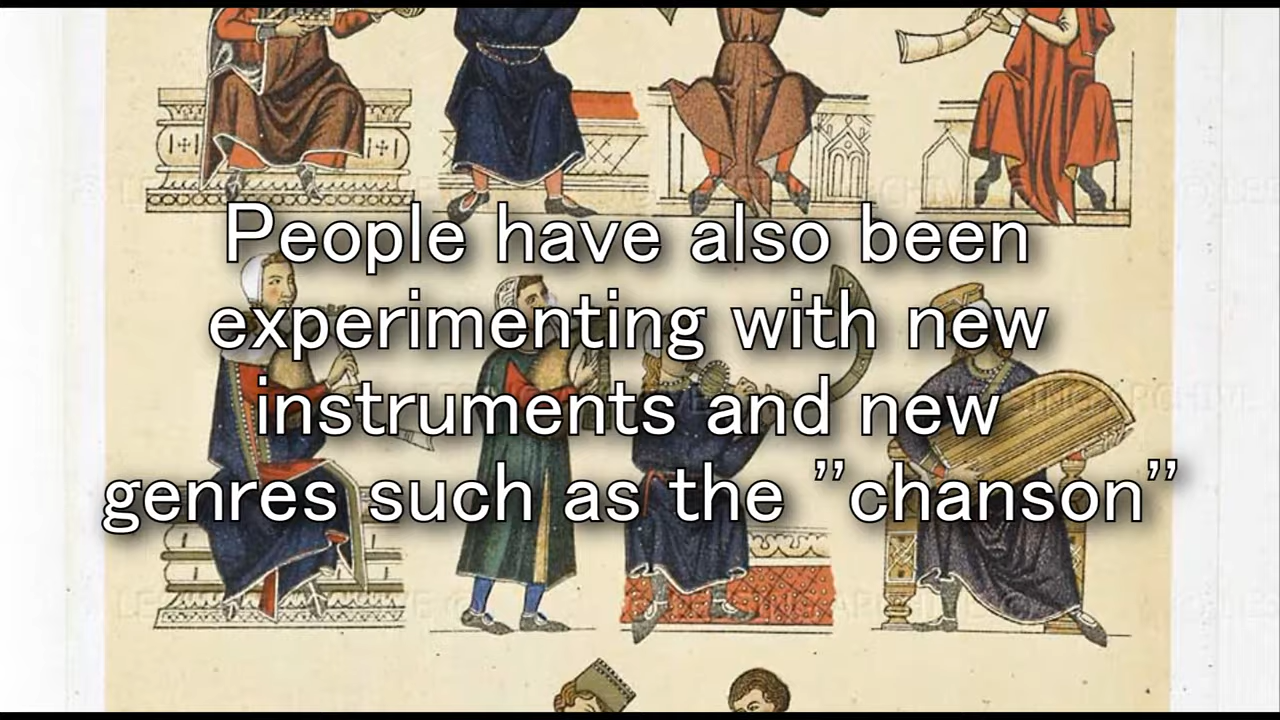 People have also been
experimenting with new
instruments and new
genres such as the "chanson"